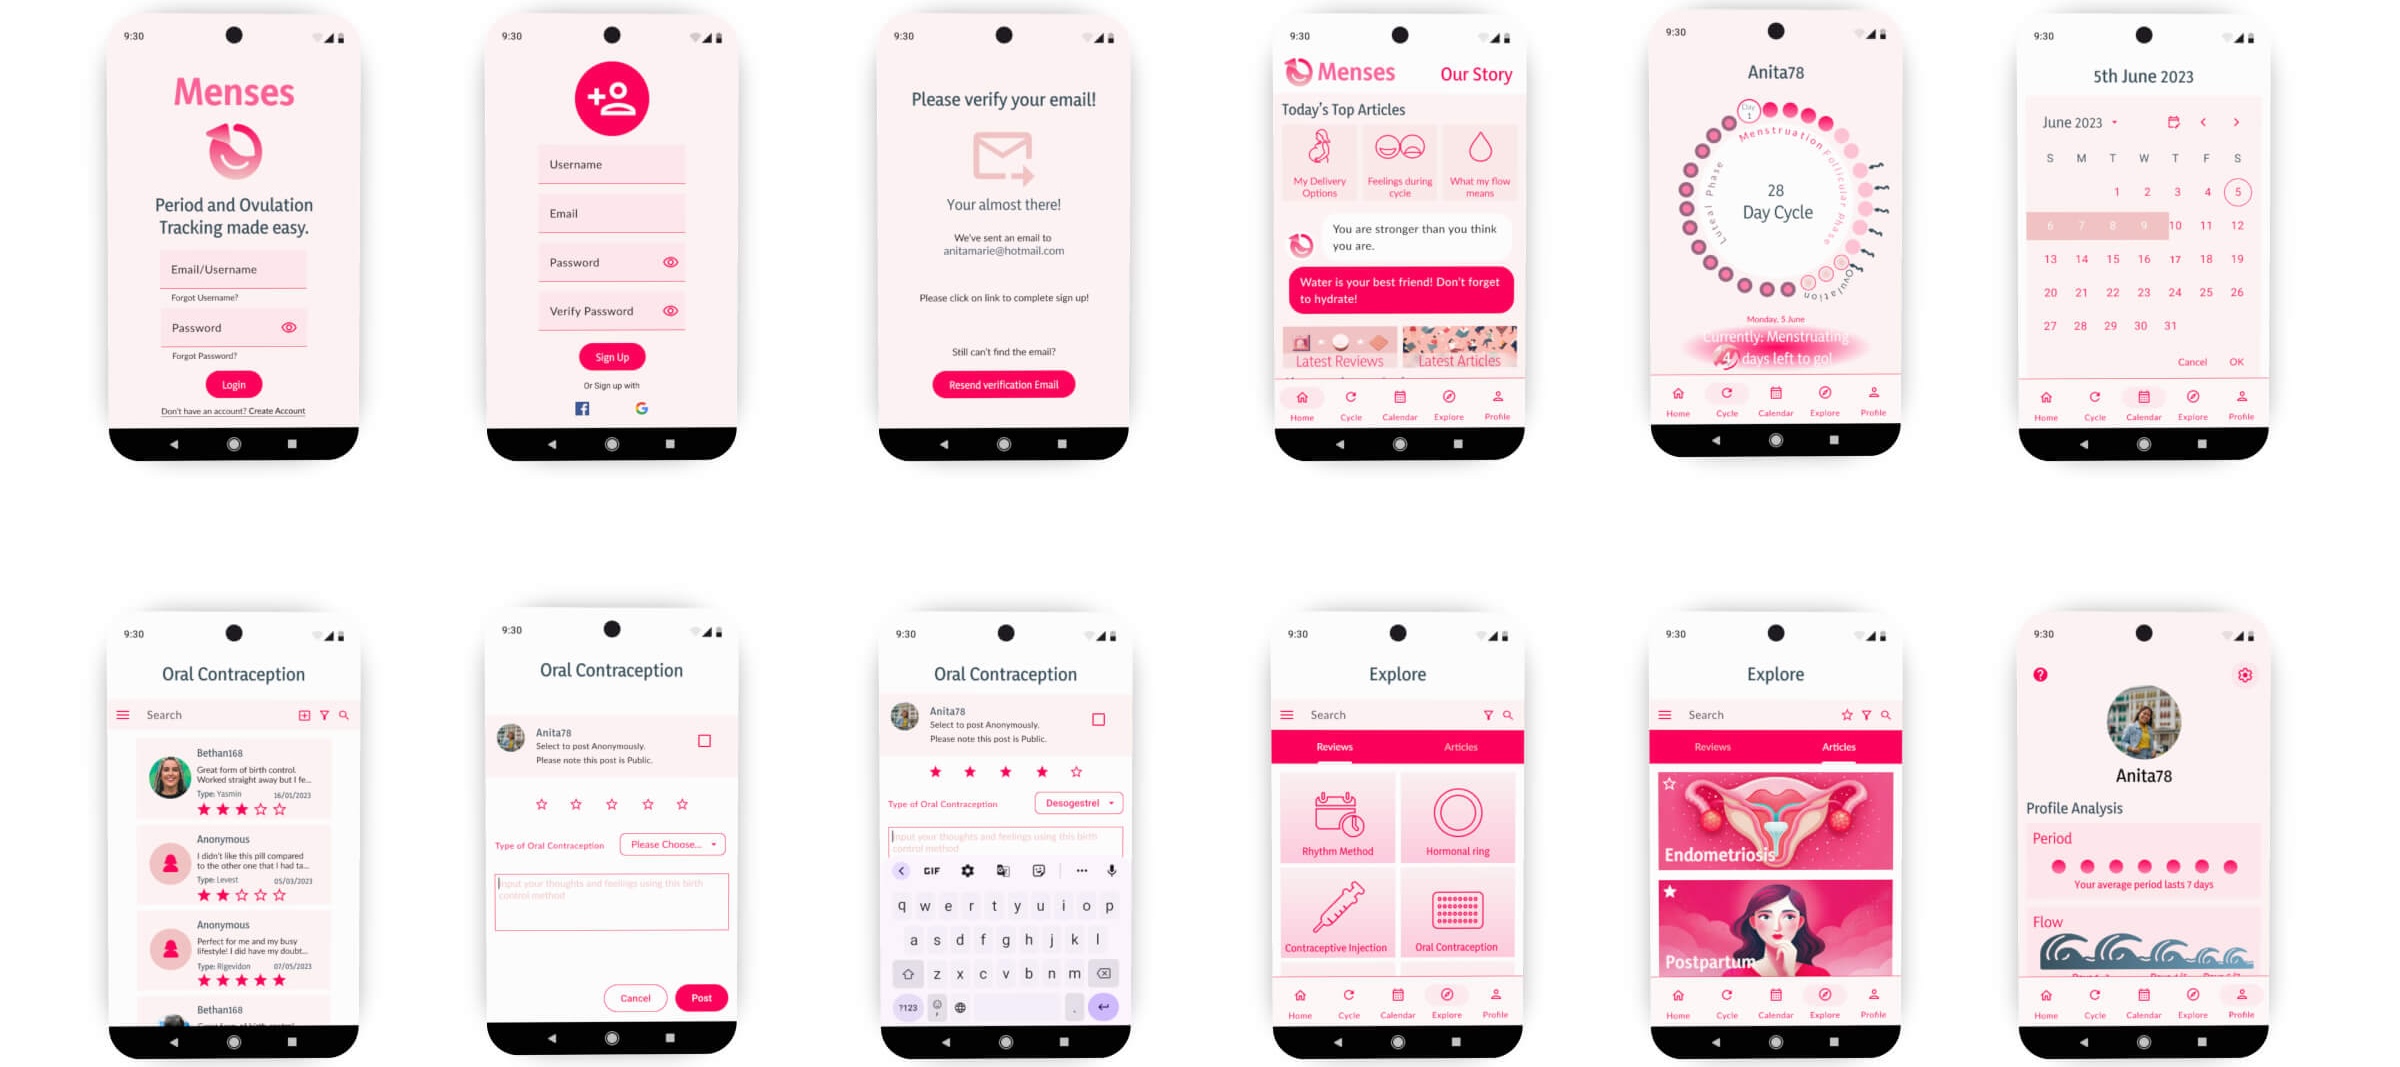 9:30
Menses
Period and Ovulation
Tracking made easy.
Email/Username
Forgot Username?
Password
Forgot Password?
Login
Don't have an account? Create Account
9:30
Username
Email
Password
Verify Password
Sign Up
Or Sign up with
9:30
Please verify your email!
Your almost there!
We've sent an email to
anitamarie@hotmail.com
Please click on link to complete sign up!
Still can't find the email?
Resend verification Email
9:30
Menses Our Story
Today's Top Articles
My Delivery
Options
Feelings during
cycle
What my flow
means
You are stronger than you think
you are.
Water is your best friend! Don't forget
to hydrate!
Latest Reviews
Latest Articles
Home Cycle Calendar Explore Profile
9:30
Anita78
Day
1
Menstruation
Follicular Phase
Ovulation
Luteal Phase
28
Day Cycle
Monday, 5 June
Currently: Menstruating
4 days left to go!
Home Cycle Calendar Explore Profile
9:30
5th June 2023
June 2023
S M T W T F S
1 2 3 4 5
6 7 8 9 10 11 12
13 14 15 16 17 18 19
20 21 22 23 24 25 26
27 28 29 30 31
Cancel OK
Home Cycle Calendar Explore Profile
9:30
Oral Contraception
Search
Bethan168
Great form of birth control.
Worked straight away but I fe...
Type: Yasmin 16/01/2023
Anonymous
I didn't like this pill compared
to the other one that I had ta...
Type: Levest 05/03/2023
Anonymous
Perfect for me and my busy
lifestyle! I did have my doubt...
Type: Rigevidon 07/05/2023
Bethan168
9:30
Oral Contraception
Anita78
Select to post Anonymously.
Please note this post is Public.
Type of Oral Contraception Please Choose...
Input your thoughts and feelings using this birth
control method
Cancel Post
9:30
Oral Contraception
Anita78
Select to post Anonymously.
Please note this post is Public.
Type of Oral Contraception Desogestrel
Input your thoughts and feelings using this birth
control method
GIF
q w e r t y u i o p
a s d f g h j k l
z x c v b n m
?123 , .
9:30
Explore
Search
Reviews Articles
Rhythm Method
Hormonal ring
Contraceptive Injection
Oral Contraception
Home Cycle Calendar Explore Profile
9:30
Explore
Search
Reviews Articles
Endometriosis
Postpartum
Home Cycle Calendar Explore Profile
9:30
Anita78
Profile Analysis
Period
Your average period lasts 7 days
Flow
Home Cycle Calendar Explore Profile